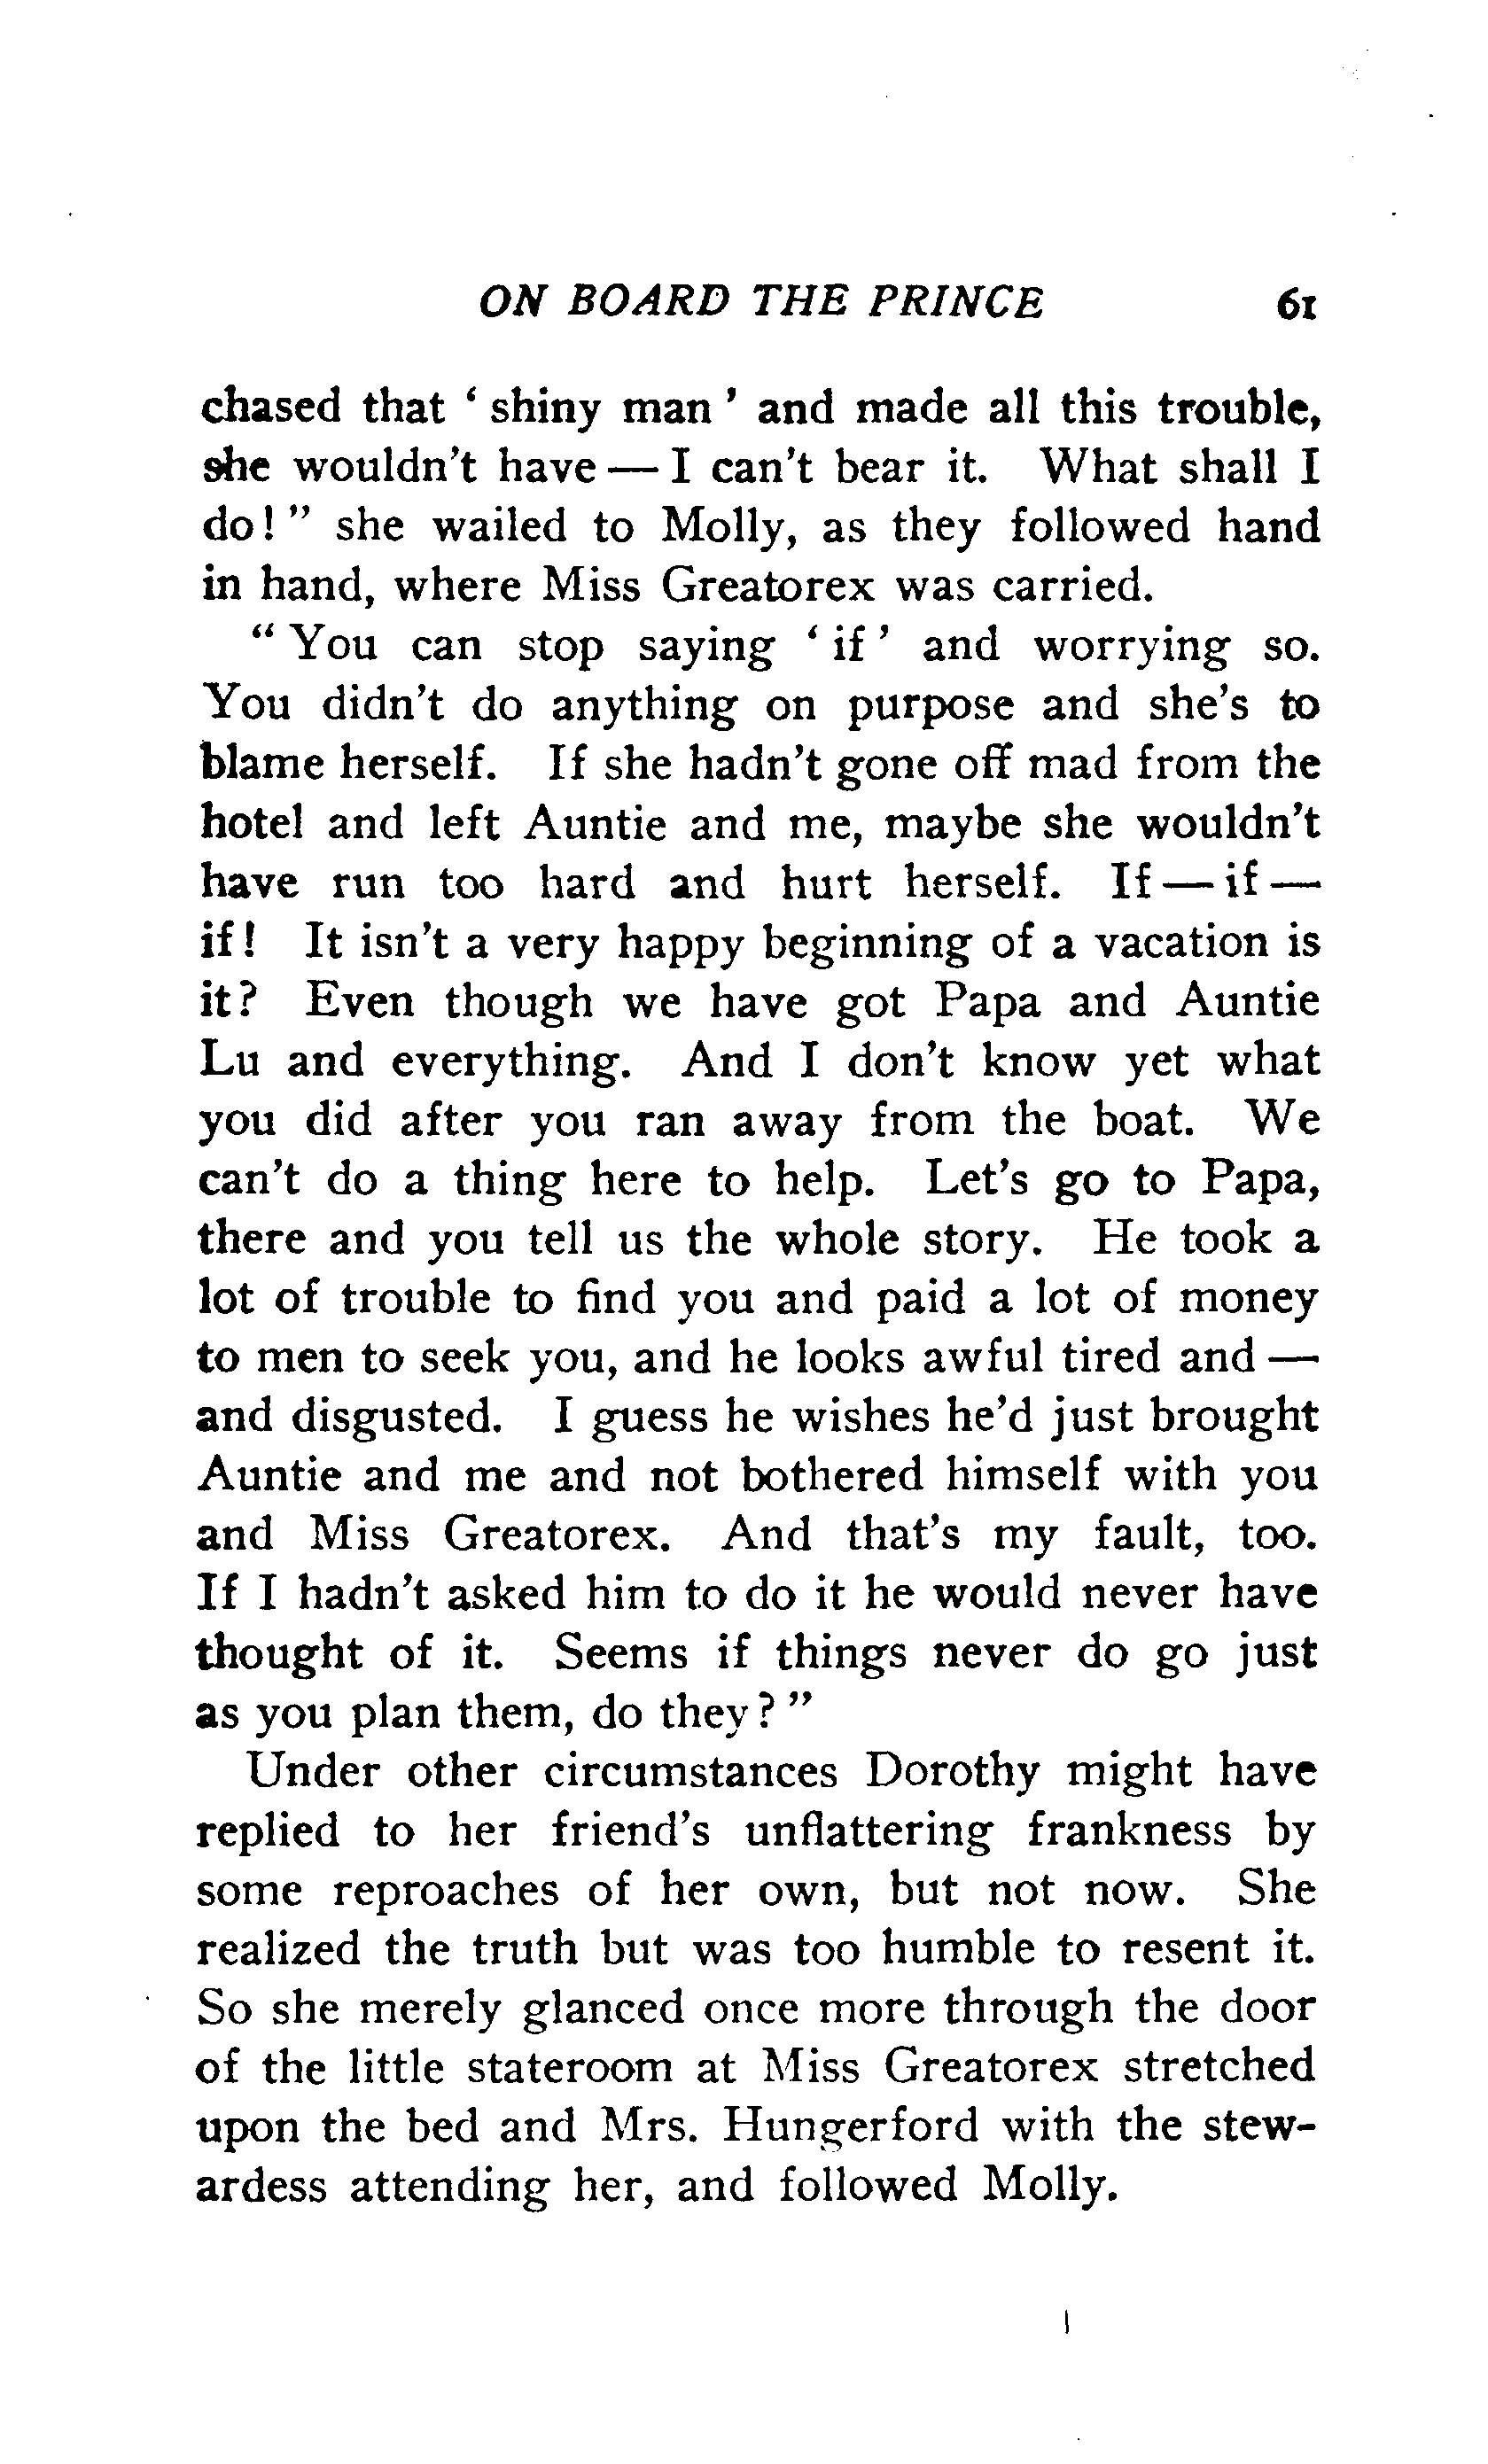 ON BOARD THE PRINCE 61
chased that ‘ shiny man ’ and made all this trouble,
she wouldn't have — I can't bear it. What shall I
do! " she wailed to Molly, as they followed hand
in hand, where Miss Greatorex was carried.
" You can stop saying ‘ if ’ and worrying so.
You didn't do anything on purpose and she's to
blame herself. If she hadn't gone off mad from the
hotel and left Auntie and me, maybe she wouldn't
have run too hard and hurt herself. If — if —
if! It isn't a very happy beginning of a vacation is
it? Even though we have got Papa and Auntie
Lu and everything. And I don't know yet what
you did after you ran away from the boat. We
can't do a thing here to help. Let's go to Papa,
there and you tell us the whole story. He took a
lot of trouble to find you and paid a lot of money
to men to seek you, and he looks awful tired and —
and disgusted. I guess he wishes he'd just brought
Auntie and me and not bothered himself with you
and Miss Greatorex. And that's my fault, too.
If I hadn't asked him to do it he would never have
thought of it. Seems if things never do go just
as you plan them, do they? "
Under other circumstances Dorothy might have
replied to her friend's unflattering frankness by
some reproaches of her own, but not now. She
realized the truth but was too humble to resent it.
So she merely glanced once more through the door
of the little stateroom at Miss Greatorex stretched
upon the bed and Mrs. Hungerford with the stew-
ardess attending her, and followed Molly.